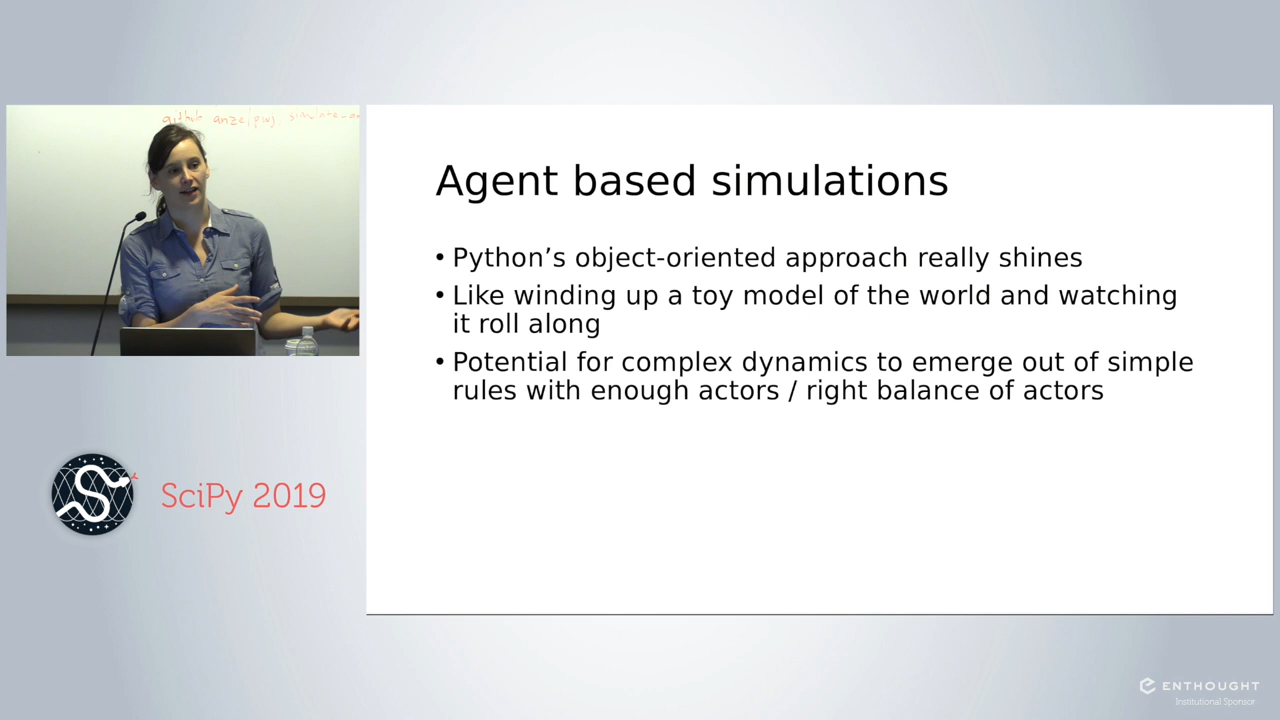 github
Agent based simulations
• Python’s object-oriented approach really shines
• Like winding up a toy model of the world and watching
it roll along
• Potential for complex dynamics to emerge out of simple
rules with enough actors / right balance of actors
SciPy 2019
ENTHOUGHT
Institutional Sponsor